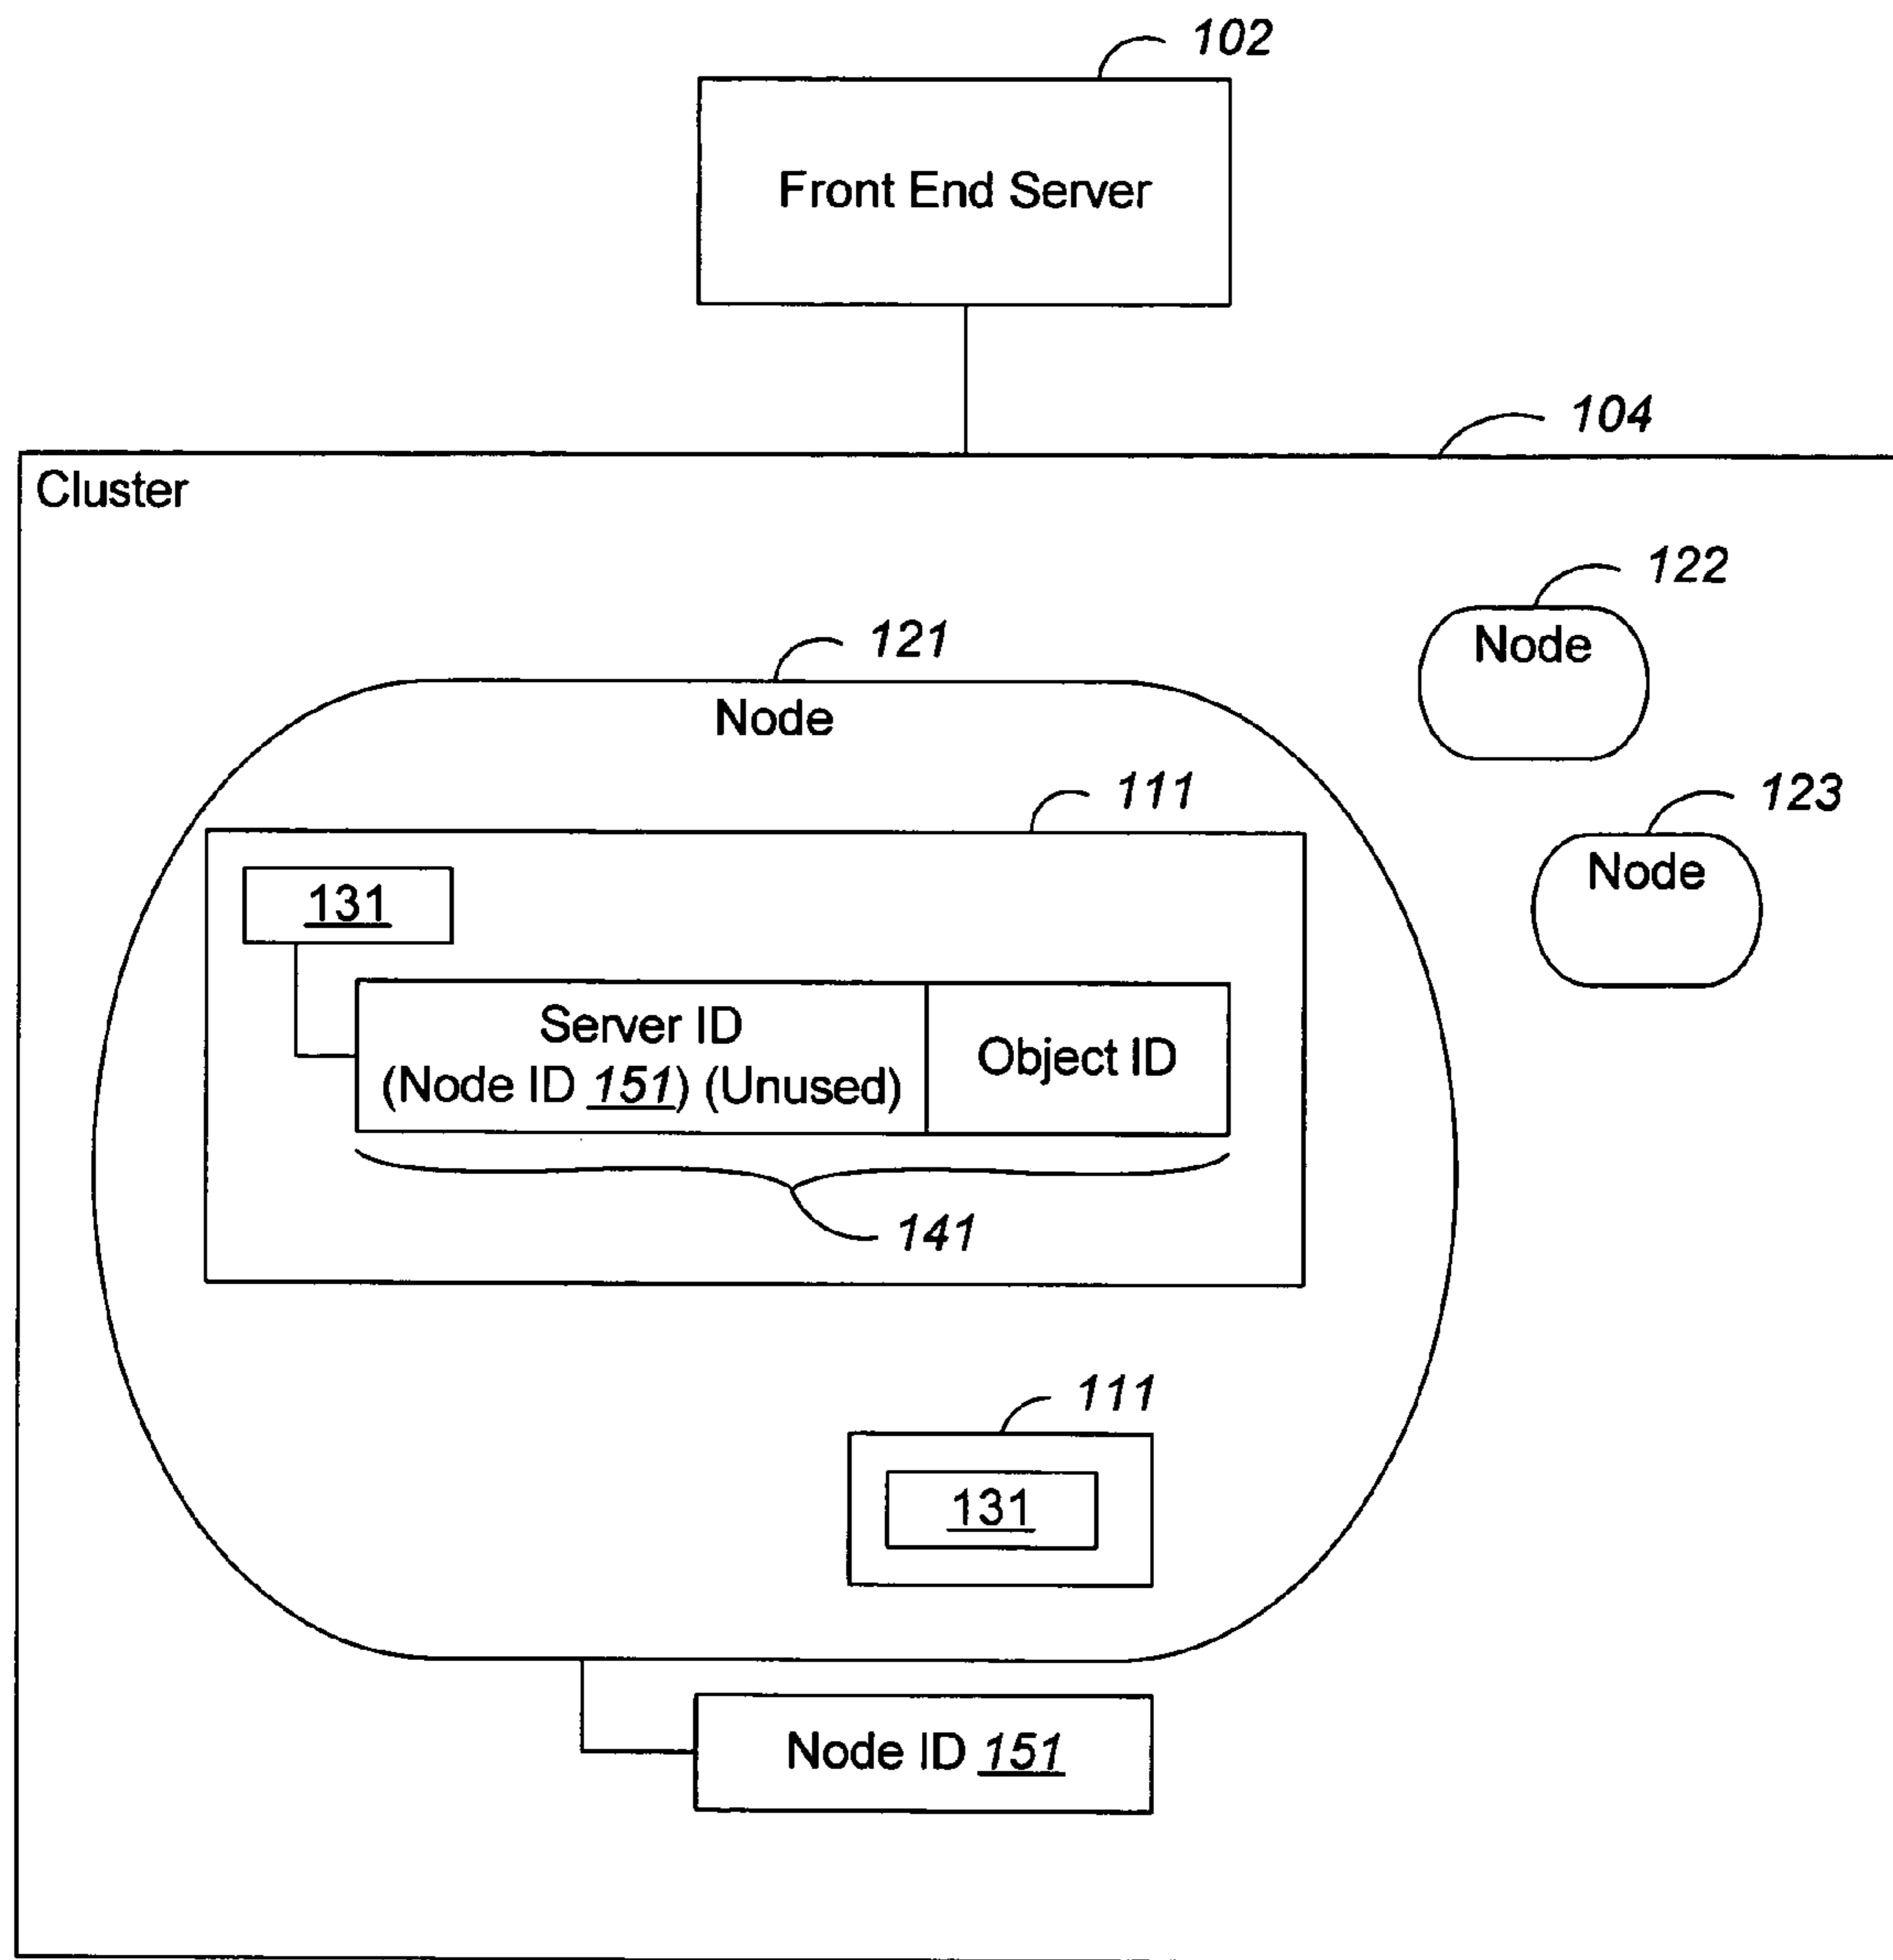 102
Front End Server
104
Cluster
122
Node
121
Node
111
123
Node
131
Server ID
(Node ID 151) (Unused)
Object ID
141
111
131
Node ID 151